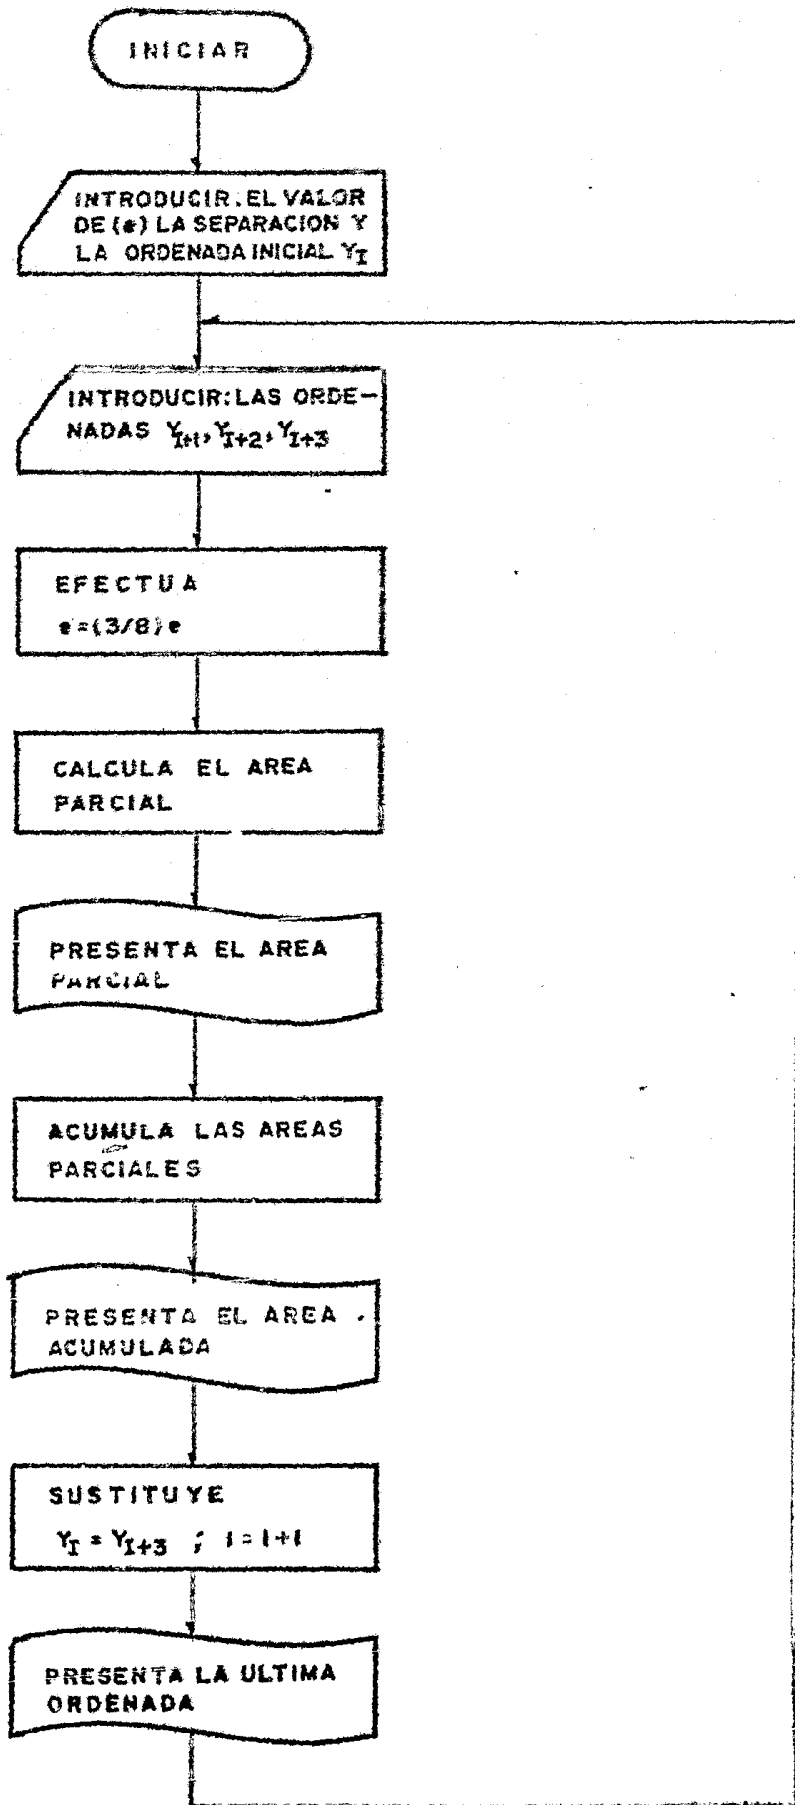 INICIAR
INTRODUCIR: EL VALOR
DE (e) LA SEPARACION Y
LA ORDENADA INICIAL Y_I
INTRODUCIR: LAS ORDE-
NADAS Y_I+1, Y_I+2, Y_I+3
EFECTUA
e=(3/8)e
CALCULA EL AREA
PARCIAL
PRESENTA EL AREA
PARCIAL
ACUMULA LAS AREAS
PARCIALES
PRESENTA EL AREA
ACUMULADA
SUSTITUYE
Y_I = Y_I+3 ; I=I+1
PRESENTA LA ULTIMA
ORDENADA